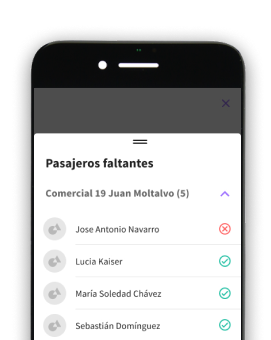 Pasajeros faltantes
Comercial 19 Juan Moltalvo (5)
Jose Antonio Navarro
Lucia Kaiser
María Soledad Chávez
Sebastián Domínguez